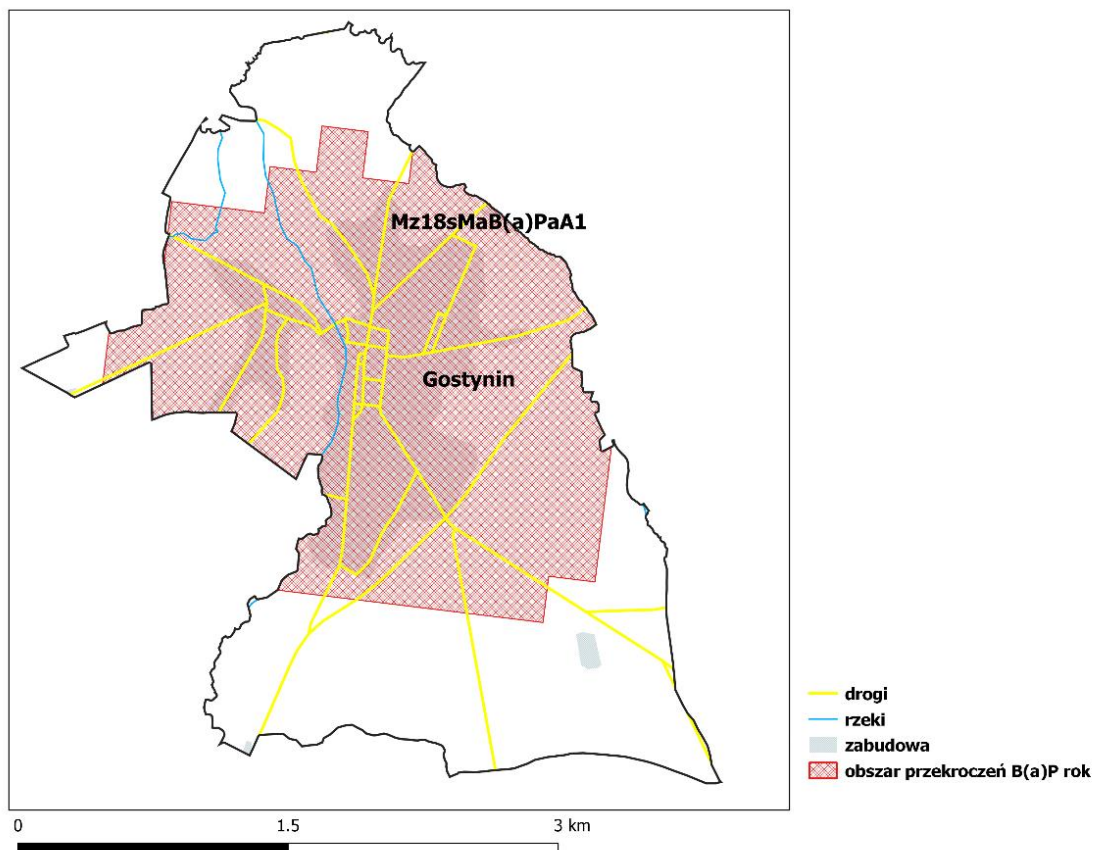 Mz18sMaB(a)PaA1
Gostynin
drogi
rzeki
zabudowa
obszar przekroczeń B(a)P rok
0 1.5 3 km